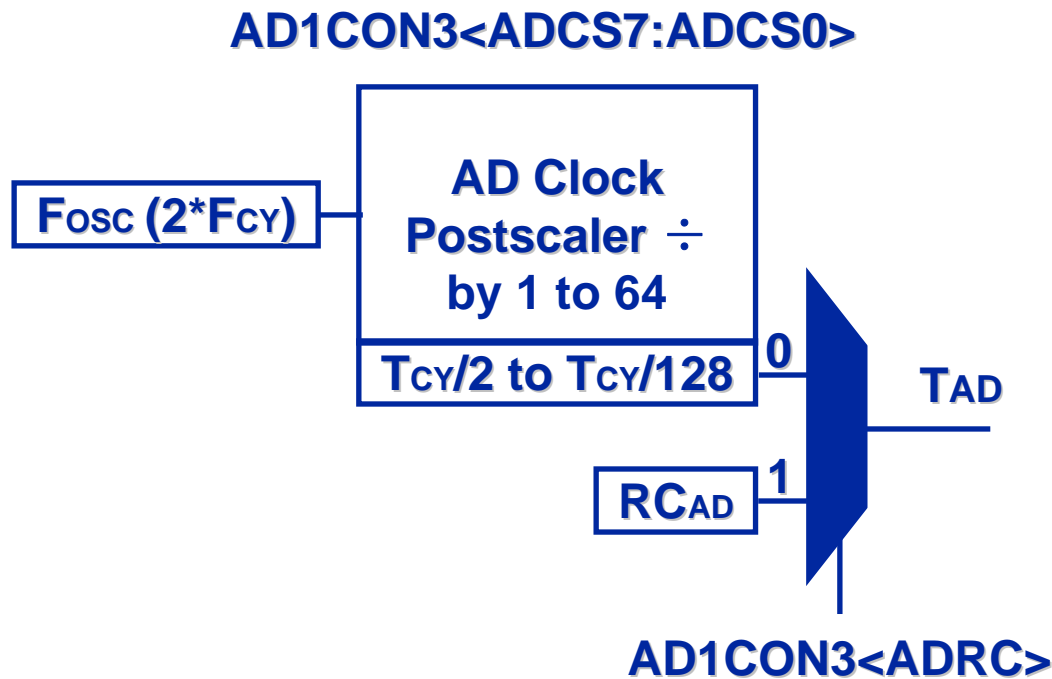 AD1CON3<ADCS7:ADCS0>
AD Clock
FOSC (2*FCY)
Postscaler ÷
by 1 to 64
0
TCY/2 to TCY/128
TAD
1
RCAD
AD1CON3<ADRC>